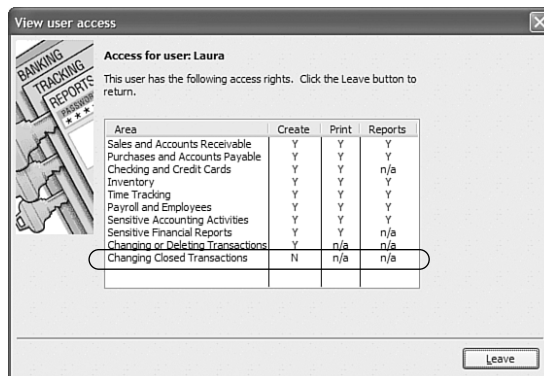 View user access
BANKING
TRACKING
REPORTS
PASSWORD
****
Access for user: Laura
This user has the following access rights. Click the Leave button to
return.
Area Create Print Reports
Sales and Accounts Receivable Y Y Y
Purchases and Accounts Payable Y Y Y
Checking and Credit Cards Y Y n/a
Inventory Y Y Y
Time Tracking Y Y Y
Payroll and Employees Y Y Y
Sensitive Accounting Activities Y Y Y
Sensitive Financial Reports Y Y n/a
Changing or Deleting Transactions Y n/a n/a
Changing Closed Transactions N n/a n/a
Leave